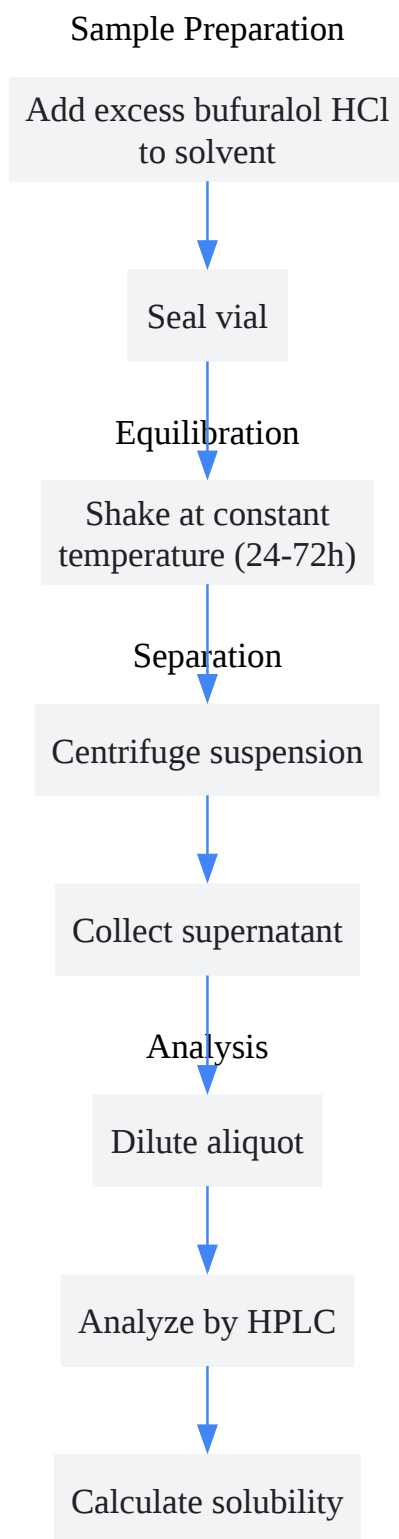 Sample Preparation
Add excess bufuralol HCl
to solvent
Seal vial
Equilibration
Shake at constant
temperature (24-72h)
Separation
Centrifuge suspension
Collect supernatant
Analysis
Dilute aliquot
Analyze by HPLC
Calculate solubility